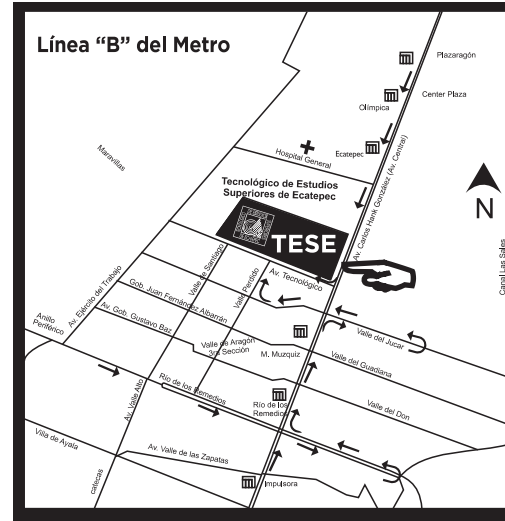 Línea “B” del Metro
Plazaragón
Center Plaza
Olímpica
Ecatepec
Hospital General
Maravillas
Tecnológico de Estudios
Superiores de Ecatepec
TESE
Av. Carlos Hank González (Av. Central)
N
Canal Las Sales
Valle de Santiago
Valle Perdido
Av. Tecnológico
Av. Ejército del Trabajo
Gob. Juan Fernández Albarrán
Av. Gob. Gustavo Baz
Anillo
Periférico
Valle de Aragón
3ra Sección
M. Muzquiz
Valle del Jucar
Valle del Guadiana
Valle del Don
Río de los Remedios
Río de los
Remedios
Av. Valle Alto
Villa de Ayala
Av. Valle de las Zapatas
catecas
Impulsora